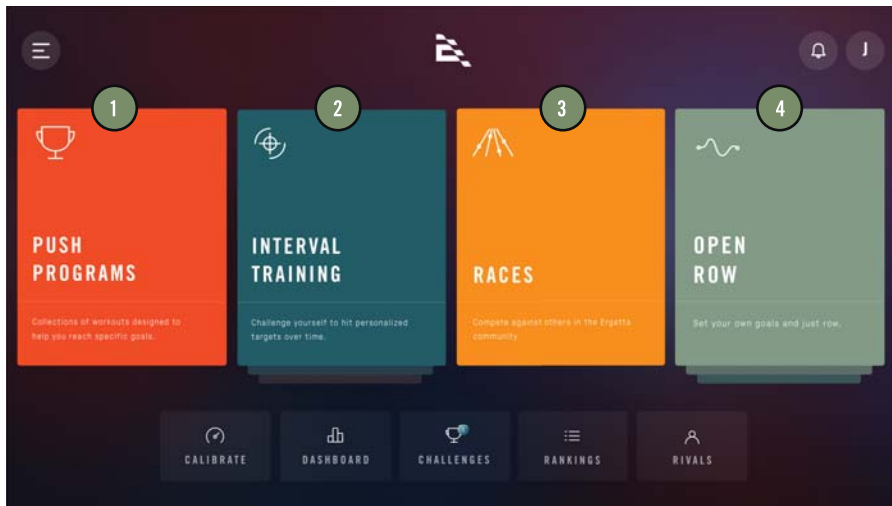 J
1
2
3
4
PUSH
PROGRAMS
Collections of workouts designed to
help you reach specific goals.
INTERVAL
TRAINING
Challenge yourself to hit personalized
targets over time.
RACES
Compete against others in the Ergatta
community
OPEN
ROW
Set your own goals and just row.
CALIBRATE
DASHBOARD
CHALLENGES
RANKINGS
RIVALS